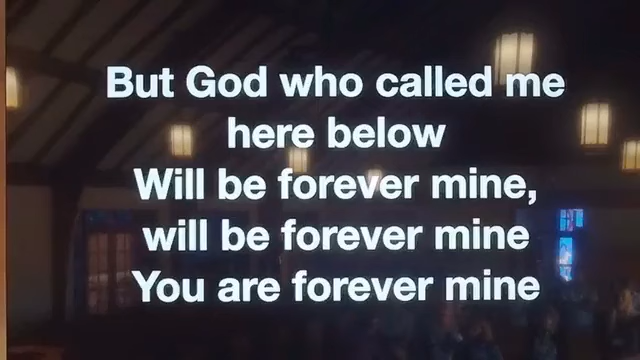 But God who called me
here below
Will be forever mine,
will be forever mine
You are forever mine